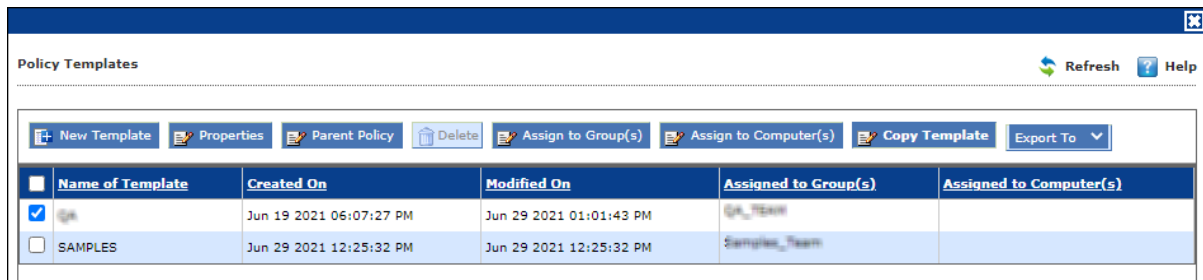 Policy Templates
Refresh
Help
New Template
Properties
Parent Policy
Delete
Assign to Group(s)
Assign to Computer(s)
Copy Template
Export To
Name of Template
Created On
Modified On
Assigned to Group(s)
Assigned to Computer(s)
Jun 19 2021 06:07:27 PM
Jun 29 2021 01:01:43 PM
SAMPLES
Jun 29 2021 12:25:32 PM
Jun 29 2021 12:25:32 PM